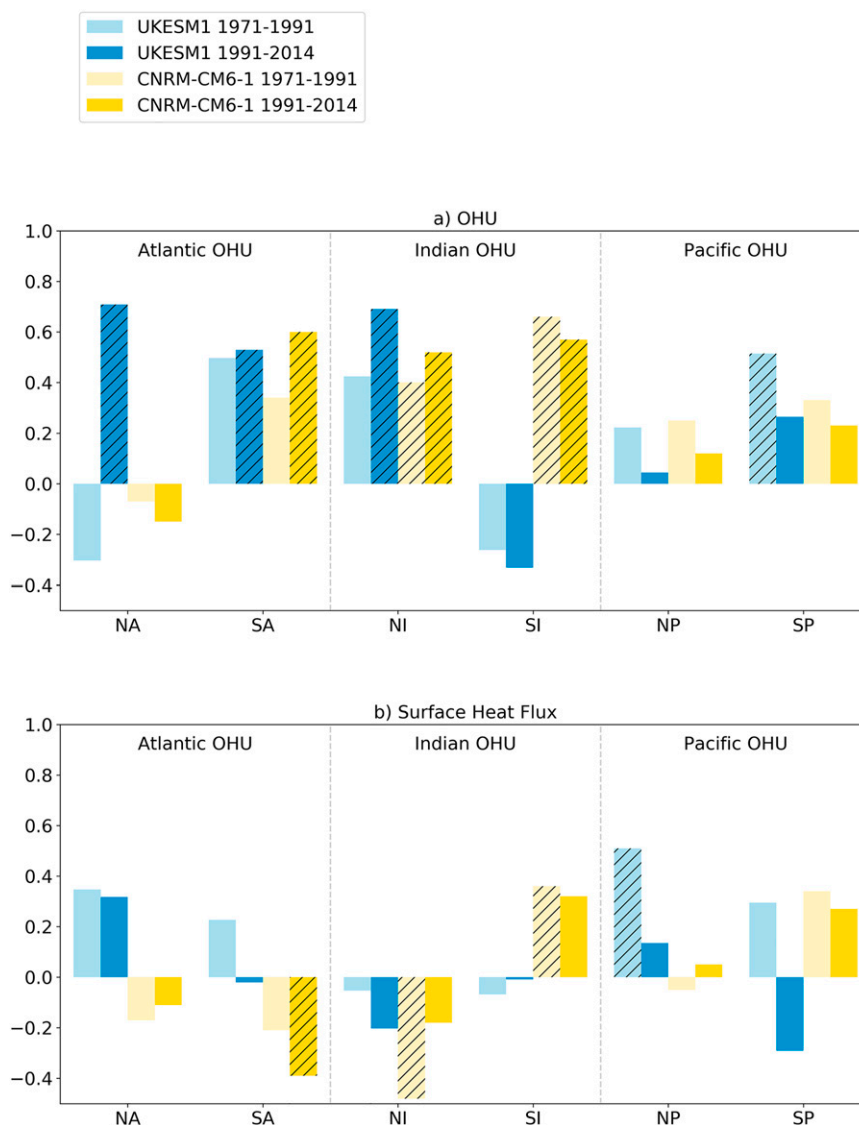 UKESM1 1971-1991
UKESM1 1991-2014
CNRM-CM6-1 1971-1991
CNRM-CM6-1 1991-2014
a) OHU
Atlantic OHU Indian OHU Pacific OHU
1.0
0.8
0.6
0.4
0.2
0.0
−0.2
−0.4
NA SA NI SI NP SP
b) Surface Heat Flux
Atlantic OHU Indian OHU Pacific OHU
1.0
0.8
0.6
0.4
0.2
0.0
−0.2
−0.4
NA SA NI SI NP SP